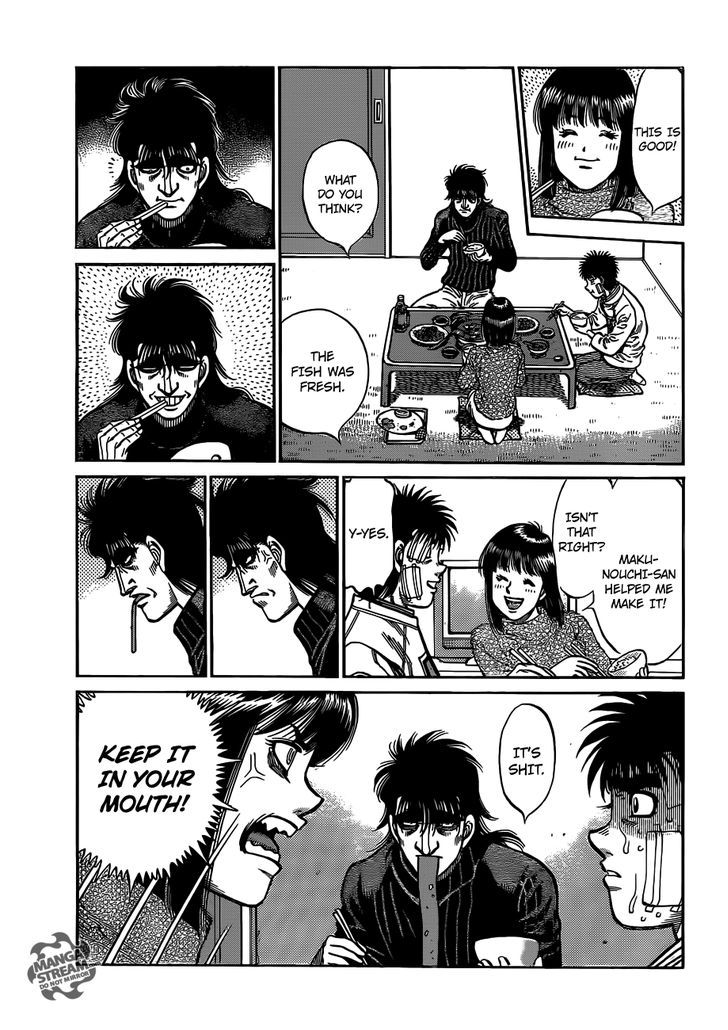 THIS IS
GOOD!
WHAT
DO YOU
THINK?
THE
FISH WAS
FRESH.
ISN'T
THAT
RIGHT?
MAKU-
NOUCHI-SAN
HELPED ME
MAKE IT!
Y-YES.
IT'S
SHIT.
KEEP IT
IN YOUR
MOUTH!
MANGA
STREAM
DO NOT MIRROR